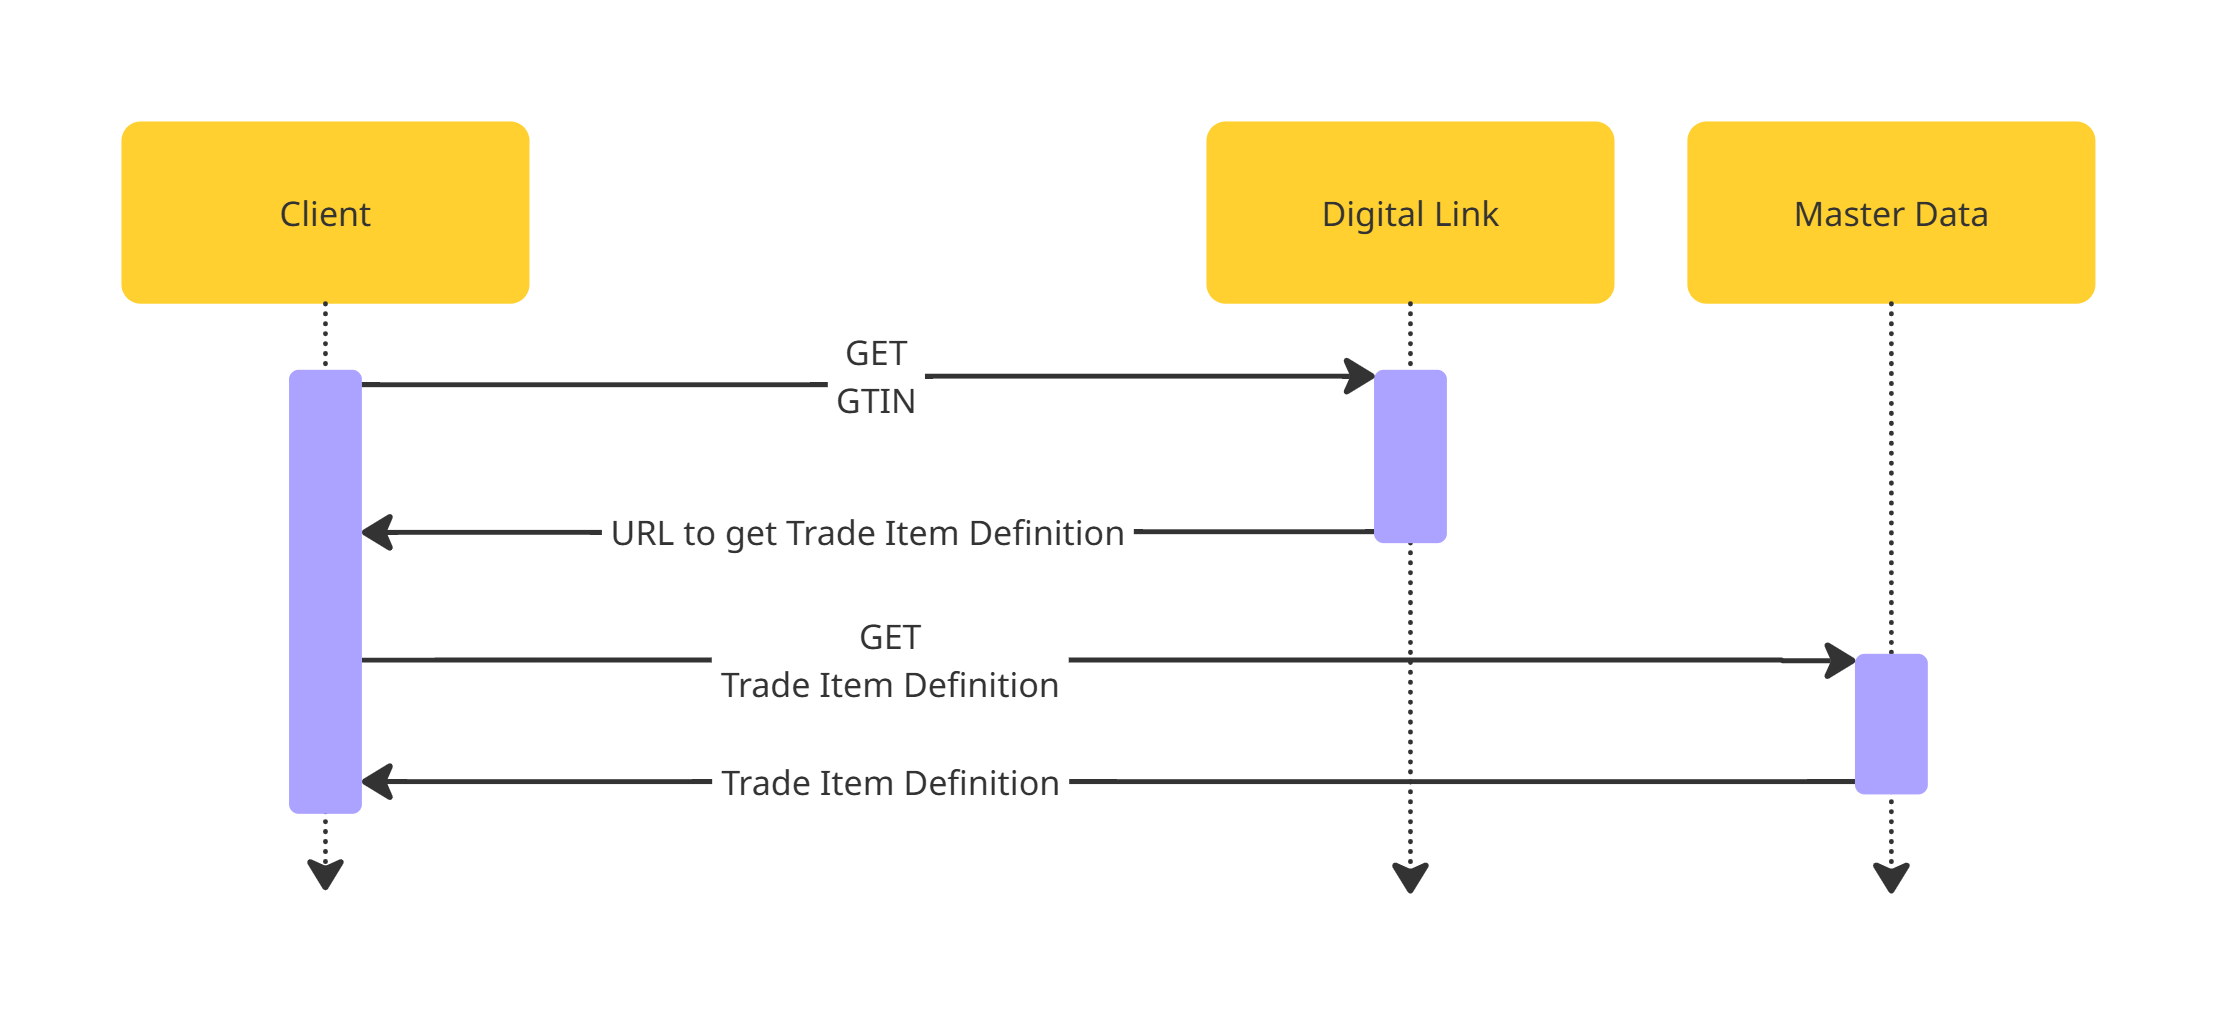 Client
Digital Link
Master Data
GET
GTIN
URL to get Trade Item Definition
GET
Trade Item Definition
Trade Item Definition